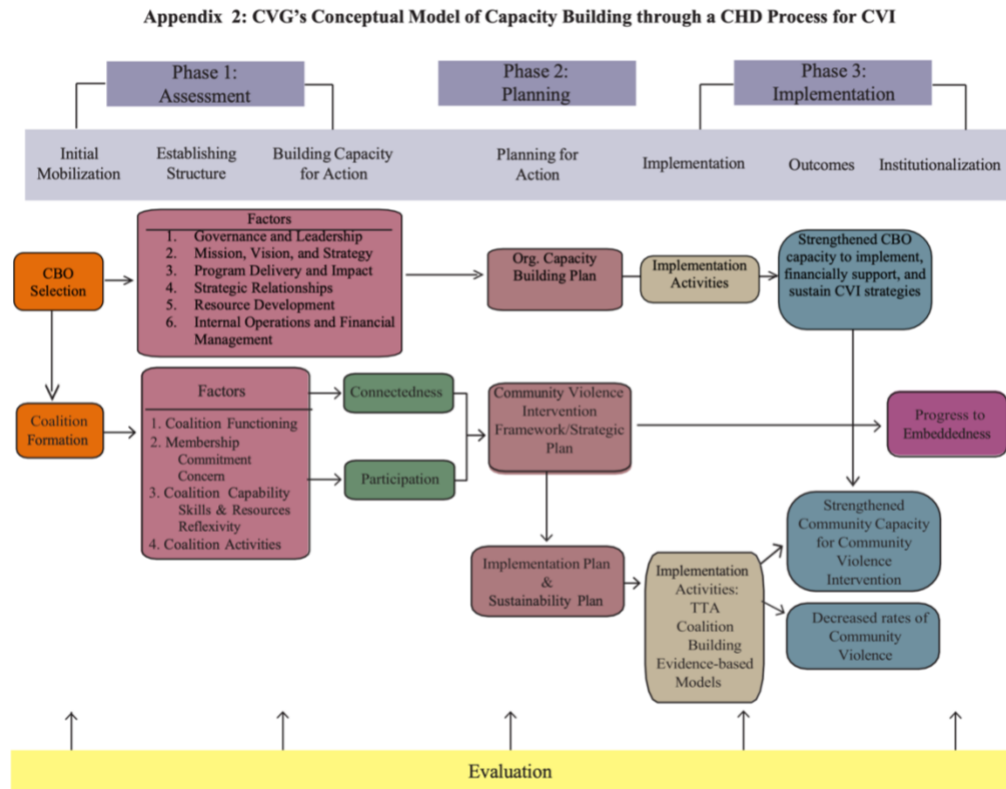 Appendix 2: CVG's Conceptual Model of Capacity Building through a CHD Process for CVI
Phase 1:
Assessment
Phase 2:
Planning
Phase 3:
Implementation
Initial
Mobilization
Establishing
Structure
Building Capacity
for Action
Planning for
Action
Implementation
Outcomes
Institutionalization
CBO
Selection
Factors
1. Governance and Leadership
2. Mission, Vision, and Strategy
3. Program Delivery and Impact
4. Strategic Relationships
5. Resource Development
6. Internal Operations and Financial
Management
Org. Capacity
Building Plan
Implementation
Activities
Strengthened CBO
capacity to implement,
financially support, and
sustain CVI strategies
Coalition
Formation
Factors
1. Coalition Functioning
2. Membership
Commitment
Concern
3. Coalition Capability
Skills & Resources
Reflexivity
4. Coalition Activities
Connectedness
Participation
Community Violence
Intervention
Framework/Strategic
Plan
Progress to
Embeddedness
Implementation Plan
&
Sustainability Plan
Implementation
Activities:
TTA
Coalition
Building
Evidence-based
Models
Strengthened
Community Capacity
for Community
Violence
Intervention
Decreased rates of
Community
Violence
Evaluation